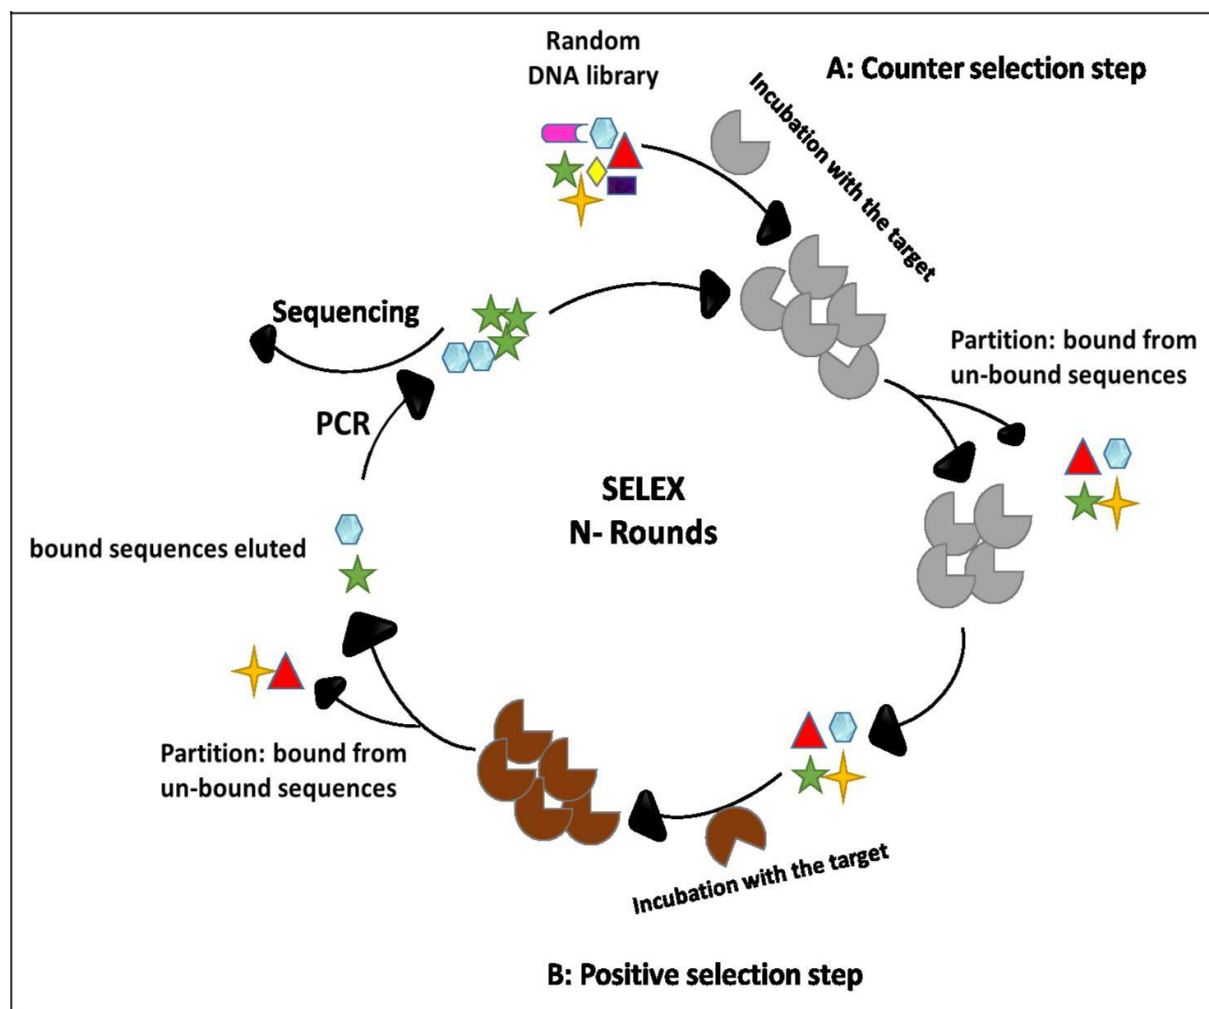 Random
DNA library
A: Counter selection step
Incubation with the target
Sequencing
Partition: bound from
un-bound sequences
PCR
SELEX
N- Rounds
bound sequences eluted
Partition: bound from
un-bound sequences
Incubation with the target
B: Positive selection step